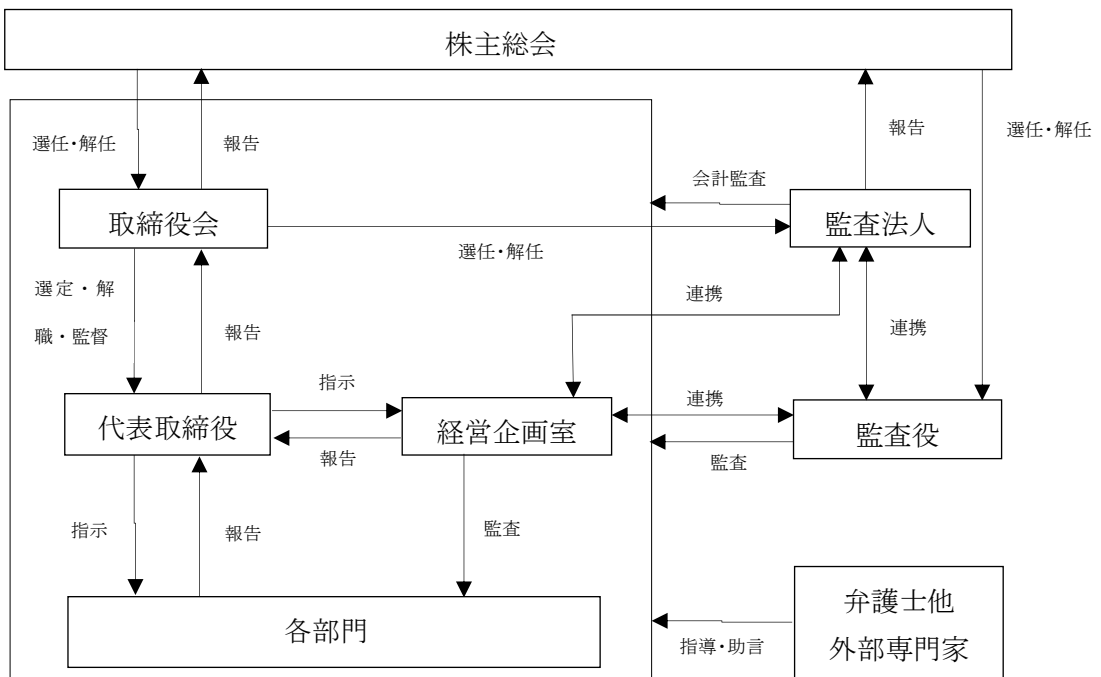 株主総会
選任・解任
報告
報告
選任・解任
会計監査
取締役会
監査法人
選任・解任
選定・解
職・監督
報告
連携
連携
指示
代表取締役
経営企画室
連携
監査役
報告
監査
指示
報告
監査
各部門
弁護士他
外部専門家
指導・助言